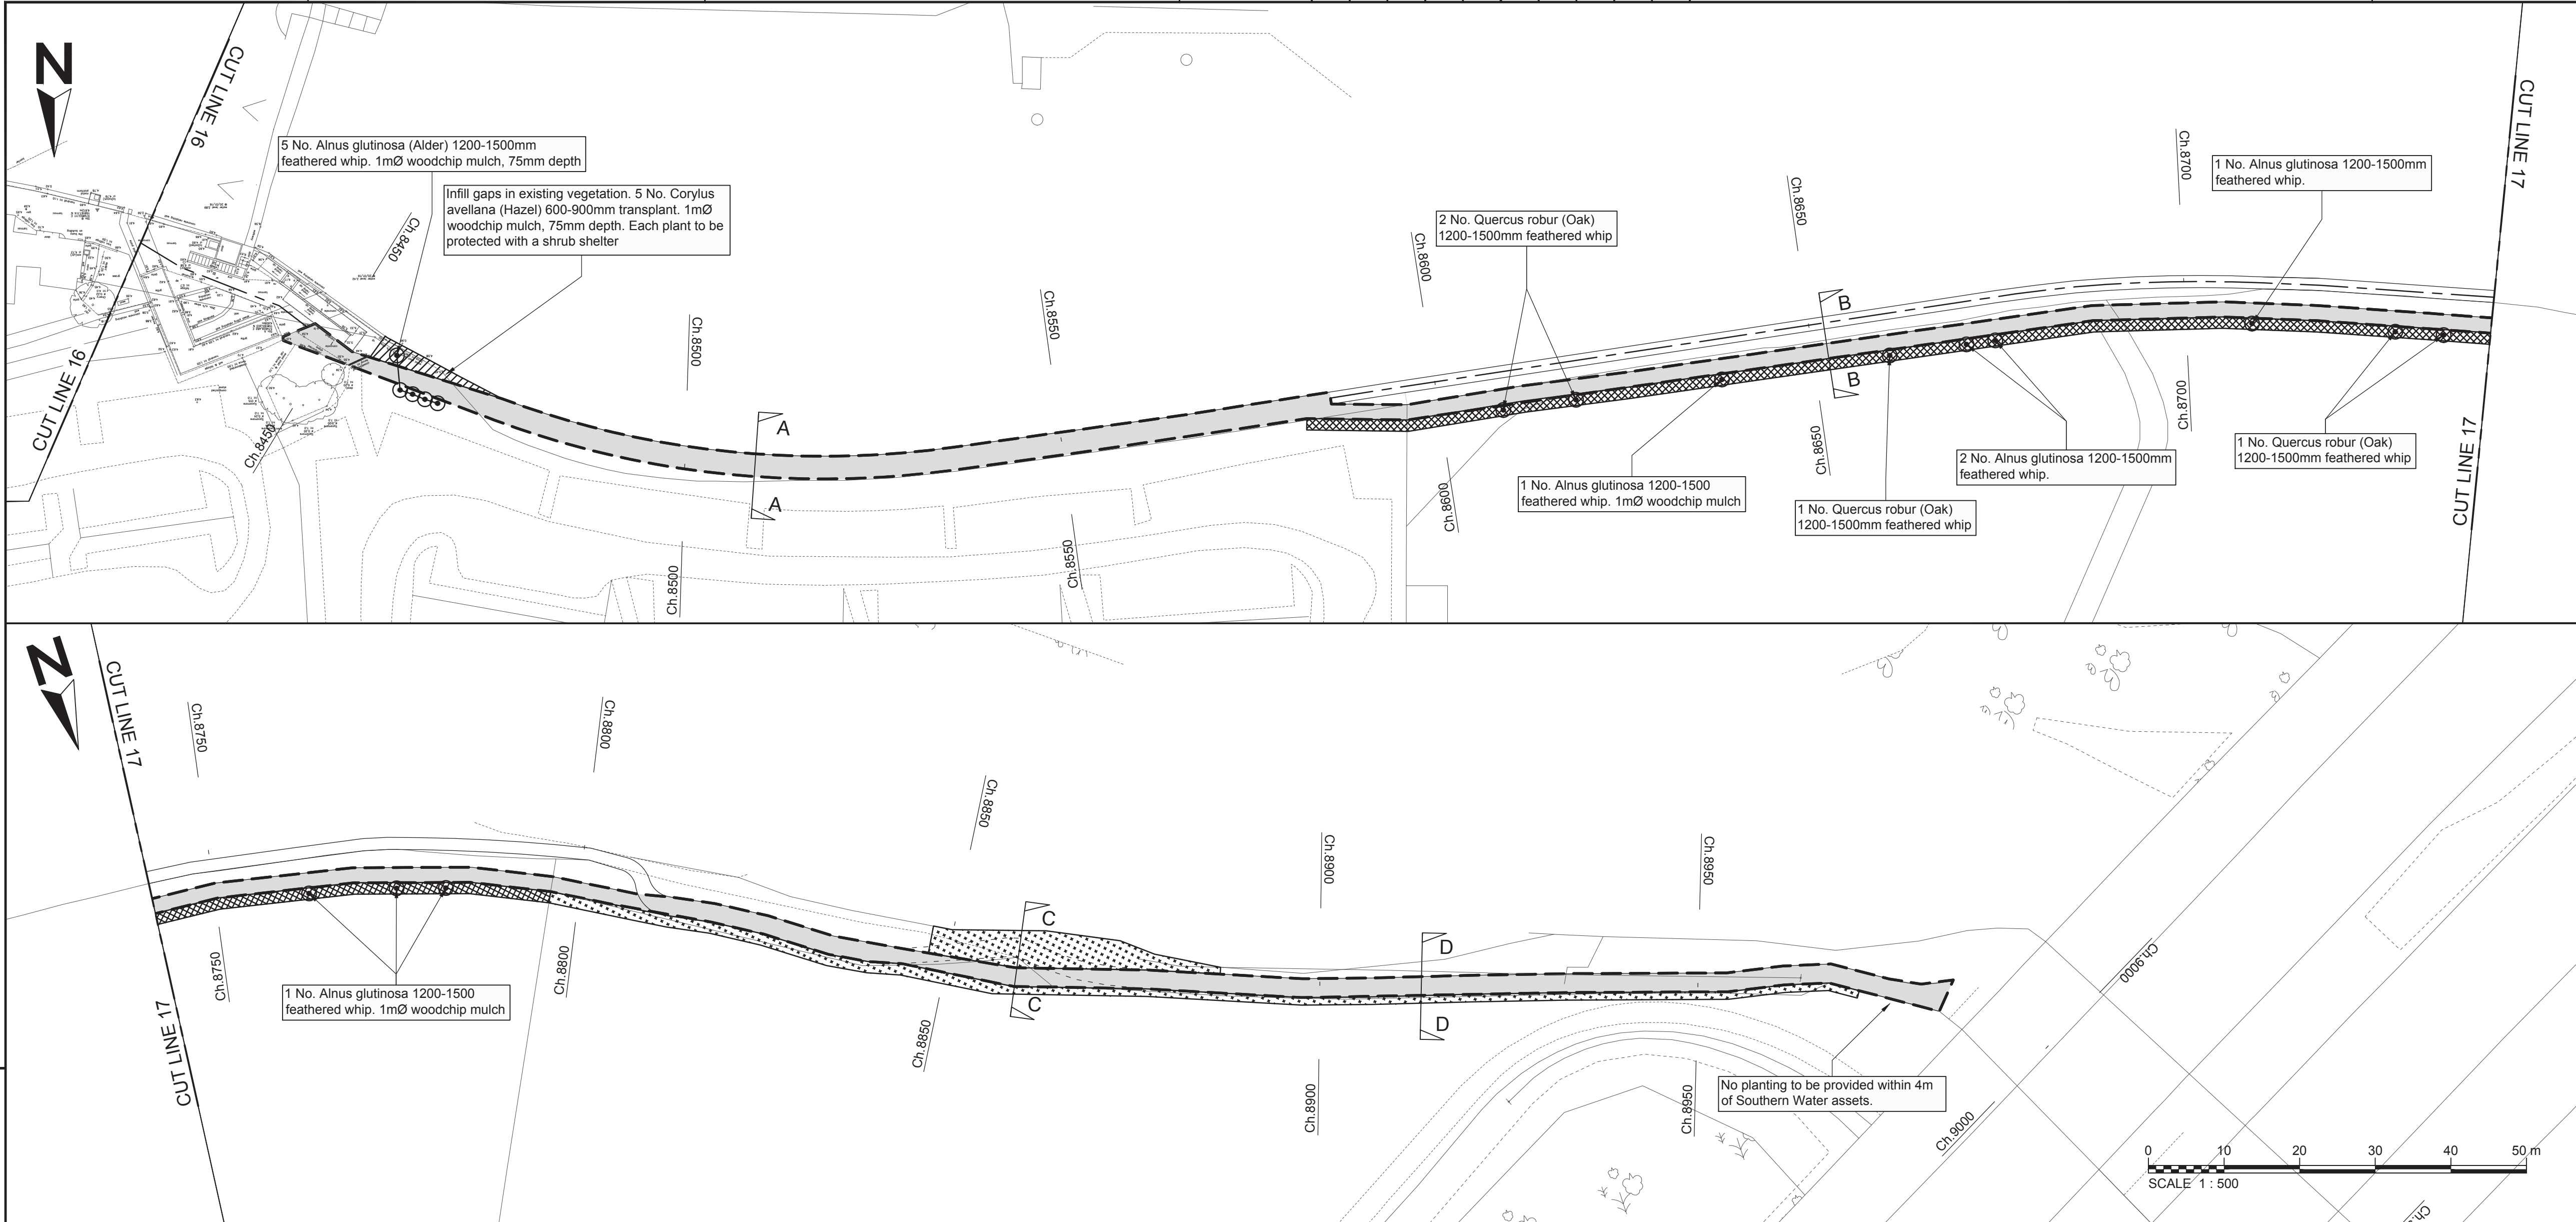 N
CUT LINE 16
CUT LINE 16
5 No. Alnus glutinosa (Alder) 1200-1500mm
feathered whip. 1mØ woodchip mulch, 75mm depth
Infill gaps in existing vegetation. 5 No. Corylus
avellana (Hazel) 600-900mm transplant. 1mØ
woodchip mulch, 75mm depth. Each plant to be
protected with a shrub shelter
Ch.8450
Ch.8450
Ch.8500
Ch.8500
A
A
Ch.8550
Ch.8550
2 No. Quercus robur (Oak)
1200-1500mm feathered whip
Ch.8600
Ch.8600
1 No. Alnus glutinosa 1200-1500
feathered whip. 1mØ woodchip mulch
Ch.8650
Ch.8650
B
B
1 No. Quercus robur (Oak)
1200-1500mm feathered whip
2 No. Alnus glutinosa 1200-1500mm
feathered whip.
Ch.8700
Ch.8700
1 No. Alnus glutinosa 1200-1500mm
feathered whip.
1 No. Quercus robur (Oak)
1200-1500mm feathered whip
CUT LINE 17
CUT LINE 17
N
CUT LINE 17
CUT LINE 17
Ch.8750
Ch.8750
1 No. Alnus glutinosa 1200-1500
feathered whip. 1mØ woodchip mulch
Ch.8800
Ch.8800
Ch.8850
Ch.8850
C
C
Ch.8900
Ch.8900
D
D
Ch.8950
Ch.8950
No planting to be provided within 4m
of Southern Water assets.
Ch.9000
Ch.9000
0 10 20 30 40 50 m
SCALE 1 : 500